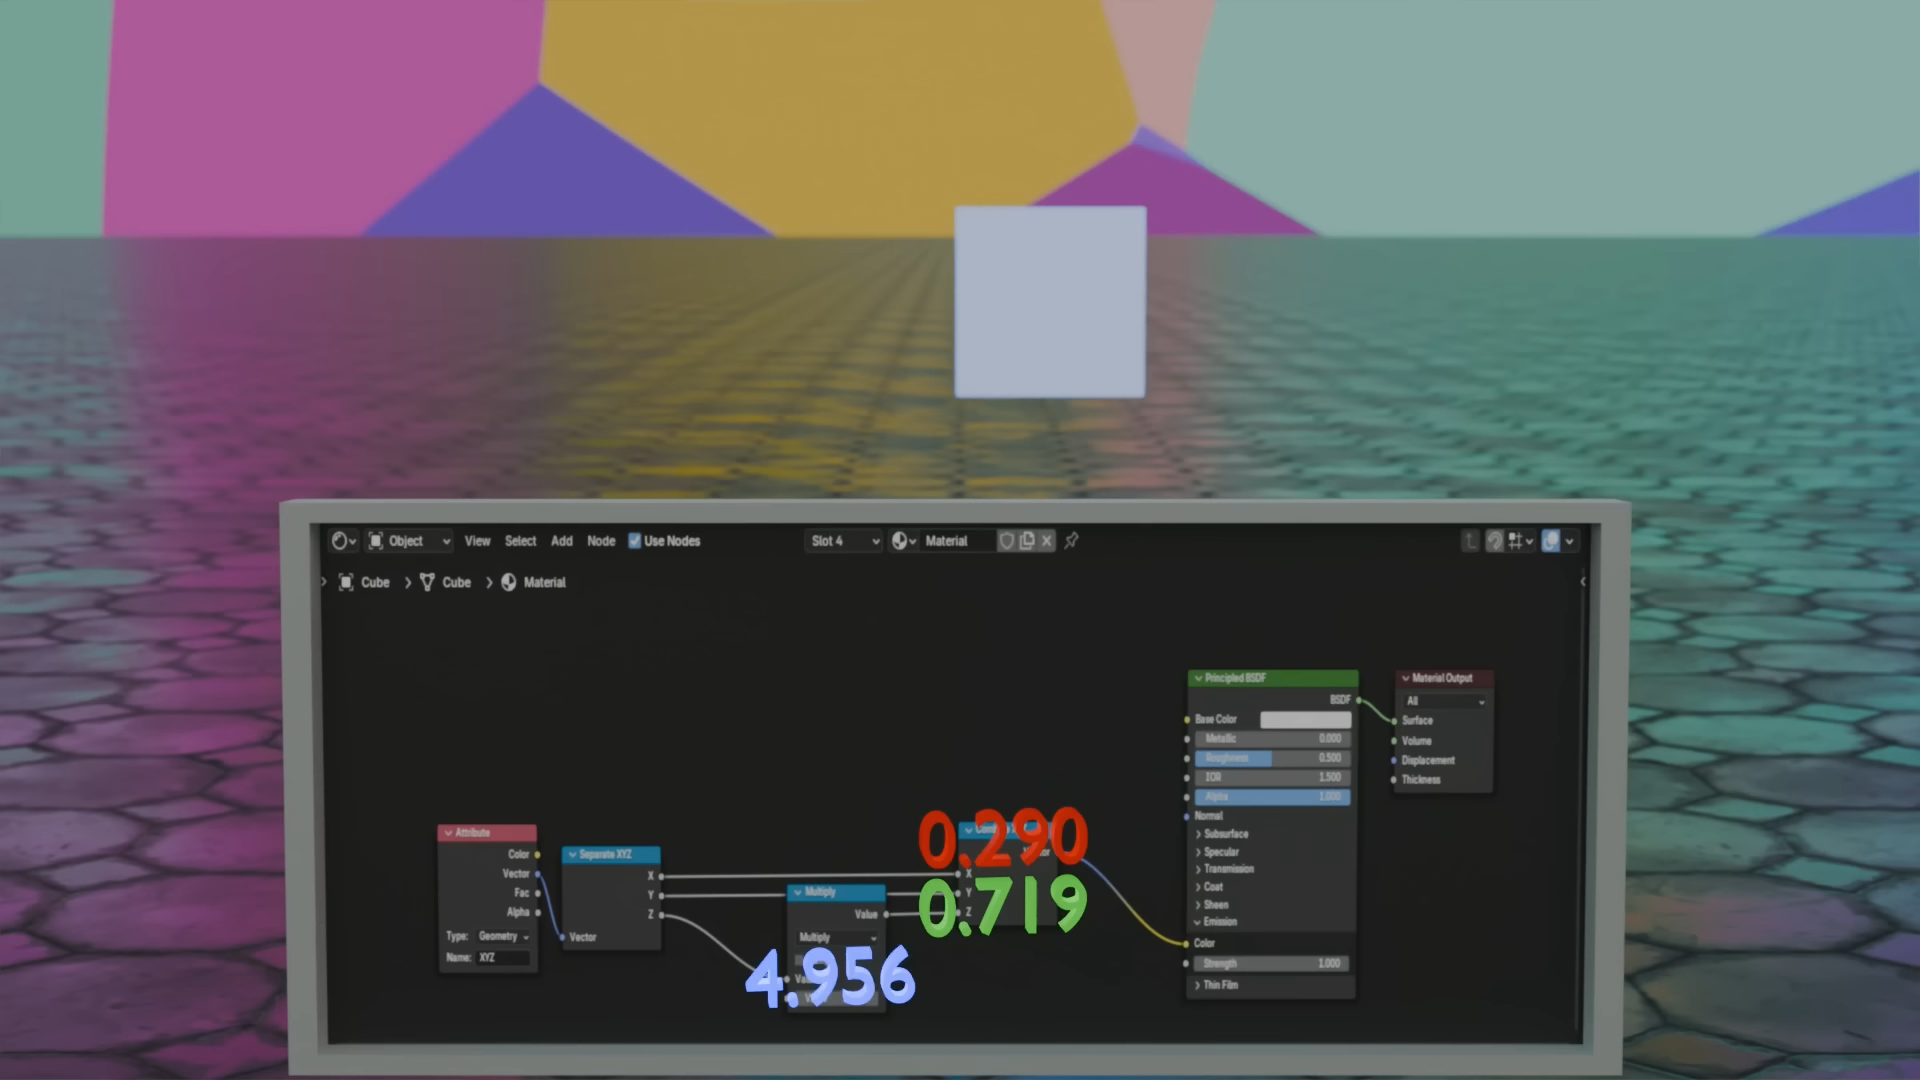 Object View Select Add Node Use Nodes Slot 4 Material
Cube Cube Material
Principled BSDF
BSDF
Base Color
Metallic 0.000
Roughness 0.500
IOR 1.500
Alpha 1.000
Normal
Subsurface
Specular
Transmission
Coat
Sheen
Emission
Color
Strength 1.000
Thin Film
Material Output
All
Surface
Volume
Displacement
Thickness
Attribute
Color
Vector
Fac
Alpha
Type: Geometry
Name: XYZ
Separate XYZ
X
Y
Z
Vector
Multiply
Value
Multiply
X
Y
Z
0.290
0.719
4.956